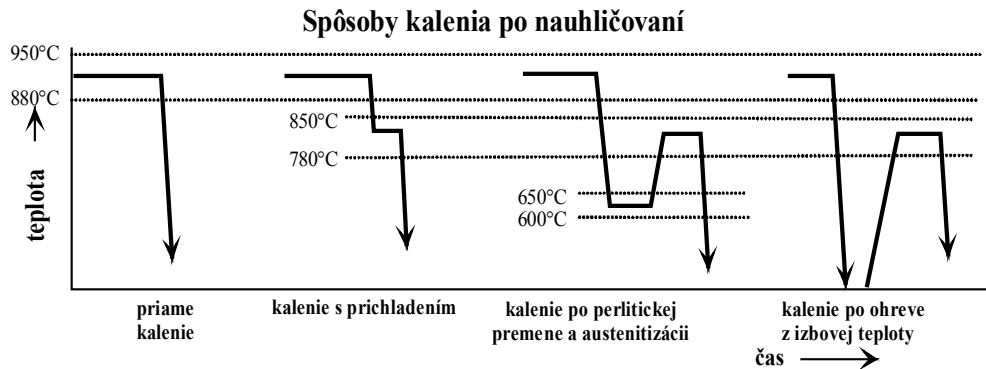 Spôsoby kalenia po nauhličovaní
950°C
880°C
850°C
780°C
650°C
600°C
teplota
priame
kalenie
kalenie s prichladením
kalenie po perlitickej
premene a austenitizácii
kalenie po ohreve
z izbovej teploty
čas